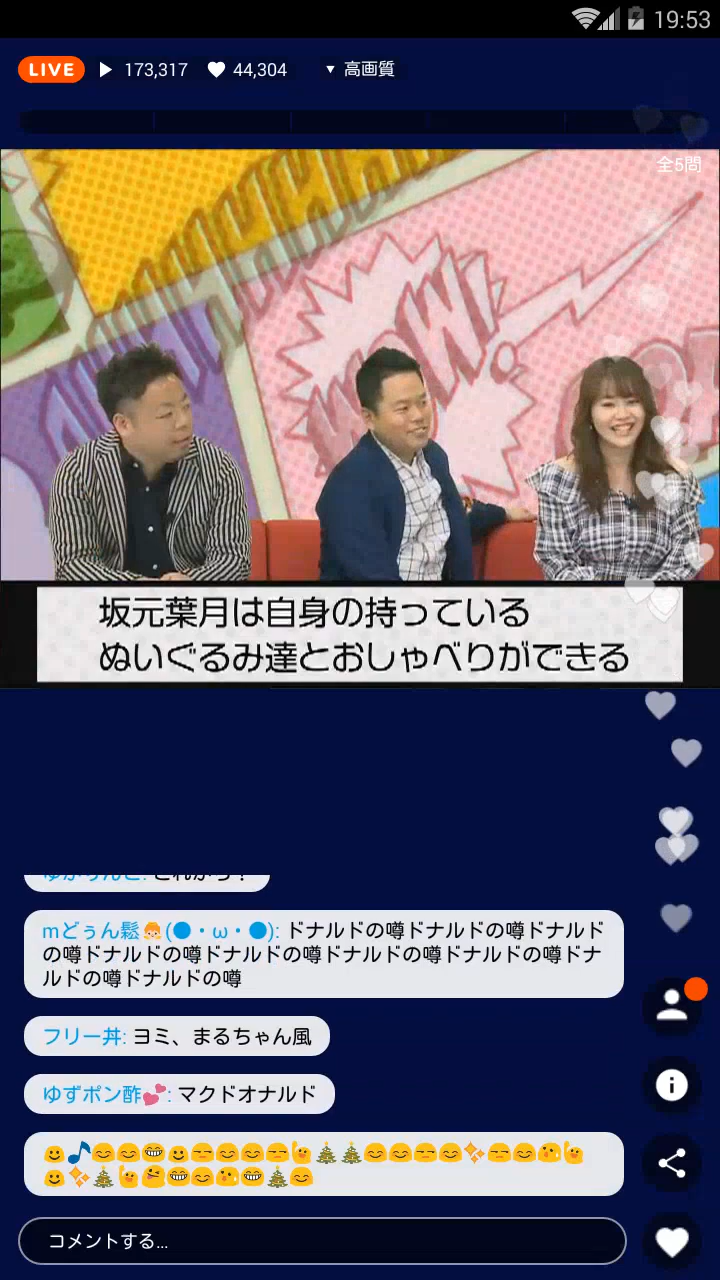 19:53
LIVE 173,317 44,304 ▼ 高画質
全5問
WOW!
坂元葉月は自身の持っている
ぬいぐるみ達とおしゃべりができる
mどぅん鬆(●・ω・●): ドナルドの噂ドナルドの噂ドナルド
の噂ドナルドの噂ドナルドの噂ドナルドの噂ドナルドの噂ドナ
ルドの噂ドナルドの噂
フリー丼: ヨミ、まるちゃん風
ゆずポン酢💕: マクドオナルド
コメントする...